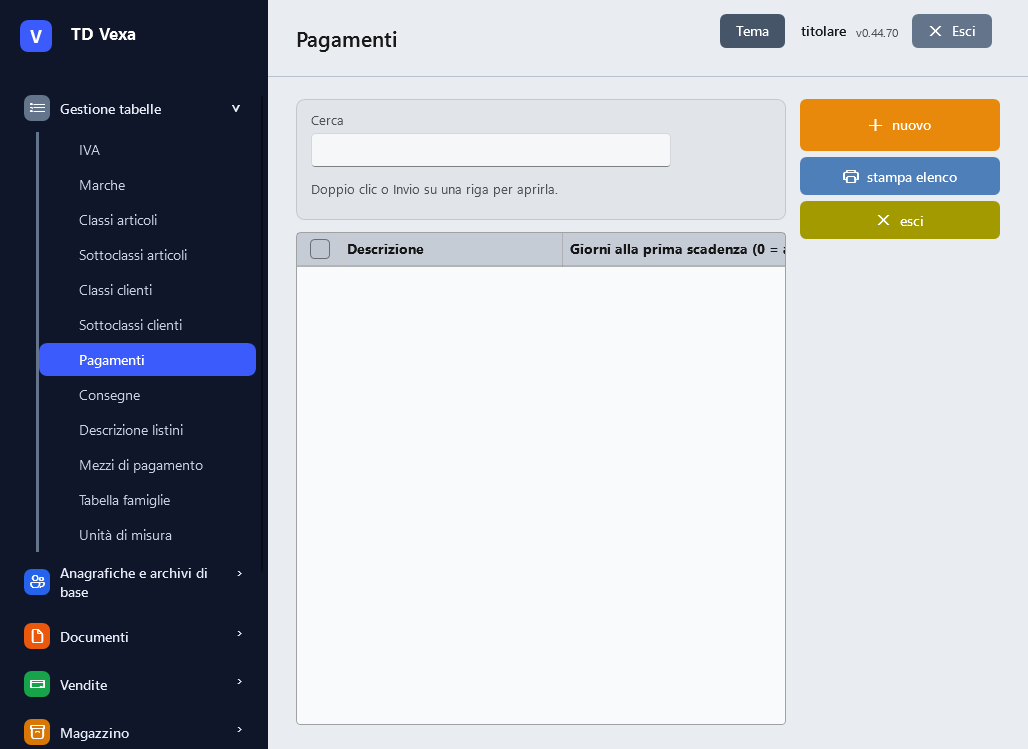 V
TD Vexa
Gestione tabelle
IVA
Marche
Classi articoli
Sottoclassi articoli
Classi clienti
Sottoclassi clienti
Pagamenti
Consegne
Descrizione listini
Mezzi di pagamento
Tabella famiglie
Unità di misura
Anagrafiche e archivi di
base
Documenti
Vendite
Magazzino
Pagamenti
Tema
titolare v0.44.70
Esci
Cerca
Doppio clic o Invio su una riga per aprirla.
Descrizione
Giorni alla prima scadenza (0 =
nuovo
stampa elenco
esci